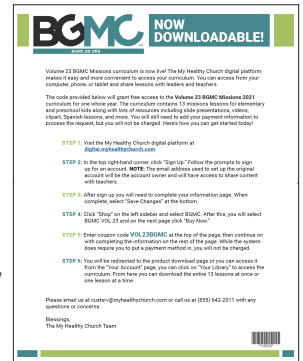 BGMC
NOW
DOWNLOADABLE!
BGMC.AG.ORG
Volume 23 BGMC Missions curriculum is now live! The My Healthy Church digital platform
makes it easy and more convenient to access your curriculum. You can access from your
computer, phone, or tablet and share lessons with leaders and teachers.
The code provided below will grant free access to the Volume 23 BGMC Missions 2021
curriculum for one whole year. The curriculum contains 13 missions lessons for elementary
and preschool kids along with lots of resources including slide presentations, videos,
clipart, Spanish lessons, and more. You will still need to add your payment information to
process the request, but you will not be charged. Here's how you can get started today!
STEP 1: Visit the My Healthy Church digital platform at
digital.myhealthychurch.com
STEP 2: In the top right-hand corner, click "Sign Up." Follow the prompts to sign
up for an account. NOTE: The email address used to set up the original
account will be the account owner and will have access to share content
with teachers.
STEP 3: After sign up you will need to complete your information page. When
complete, select "Save Changes" at the bottom.
STEP 4: Click "Shop" on the left sidebar and select BGMC. After this, you will select
BGMC VOL 23 and on the next page click "Buy Now."
STEP 5: Enter coupon code VOL23BGMC at the top of the page, then continue on
with completing the information on the rest of the page. While the system
does require you to put a payment method in, you will not be charged.
STEP 6: You will be redirected to the product download page or you can access it
from the "Your Account" page, you can click on "Your Library" to access the
curriculum. From here you can download the entire 13 lessons at once or
one lesson at a time.
Please email us at custsrv@myhealthychurch.com or call us at (855) 642-2011 with any
questions or concerns.
Blessings,
The My Healthy Church Team